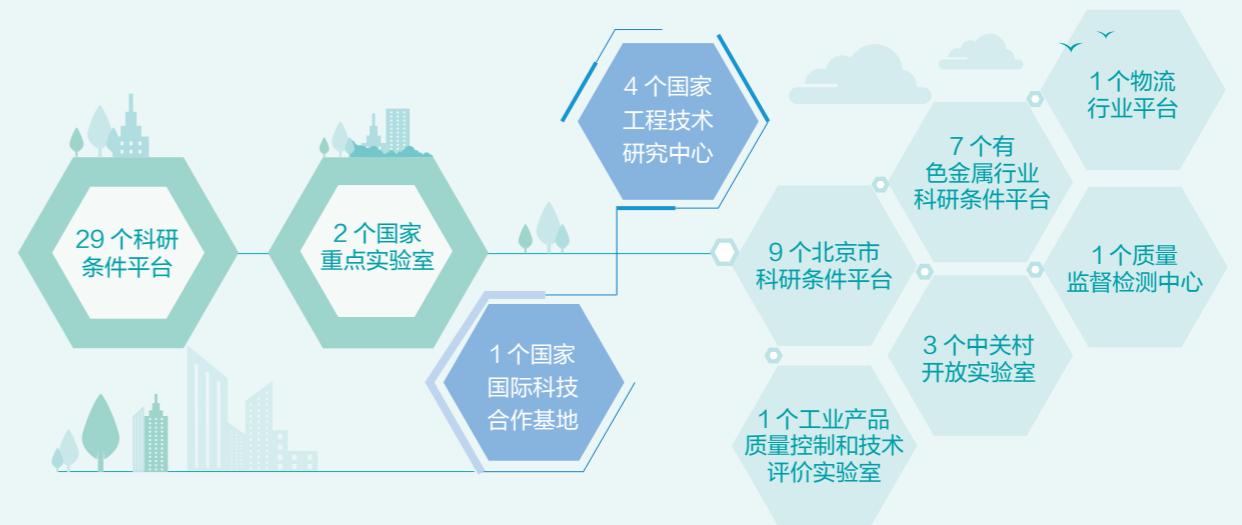 29 个科研
条件平台
2 个国家
重点实验室
4 个国家
工程技术
研究中心
1 个国家
国际科技
合作基地
9 个北京市
科研条件平台
7 个有
色金属行业
科研条件平台
1 个物流
行业平台
1 个质量
监督检测中心
3 个中关村
开放实验室
1 个工业产品
质量控制和技术
评价实验室